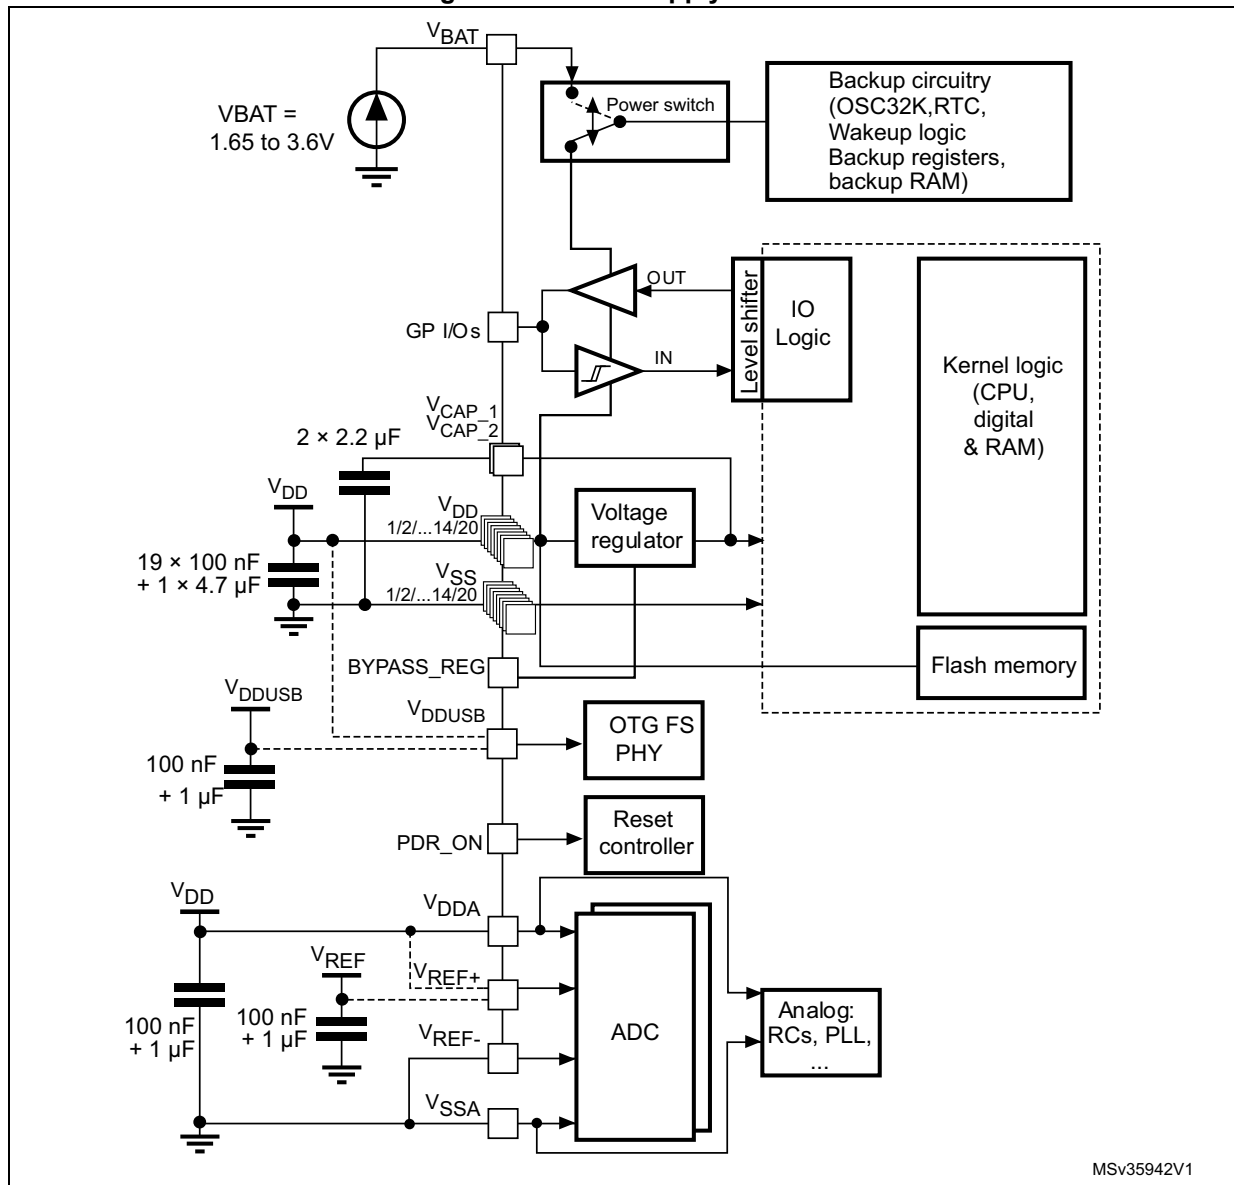 VBAT
VBAT =
1.65 to 3.6V
Power switch
Backup circuitry
(OSC32K,RTC,
Wakeup logic
Backup registers,
backup RAM)
OUT
Level shifter
IO
Logic
GP I/Os
IN
Kernel logic
(CPU,
digital
& RAM)
VCAP_1
VCAP_2
2 × 2.2 µF
VDD
VDD
1/2/...14/20
Voltage
regulator
19 × 100 nF
+ 1 × 4.7 µF
VSS
1/2/...14/20
BYPASS_REG
Flash memory
VDDUSB
VDDUSB
OTG FS
PHY
100 nF
+ 1 µF
PDR_ON
Reset
controller
VDD
VDDA
VREF
VREF+
100 nF
+ 1 µF
100 nF
+ 1 µF
VREF-
ADC
Analog:
RCs, PLL,
...
VSSA
MSv35942V1